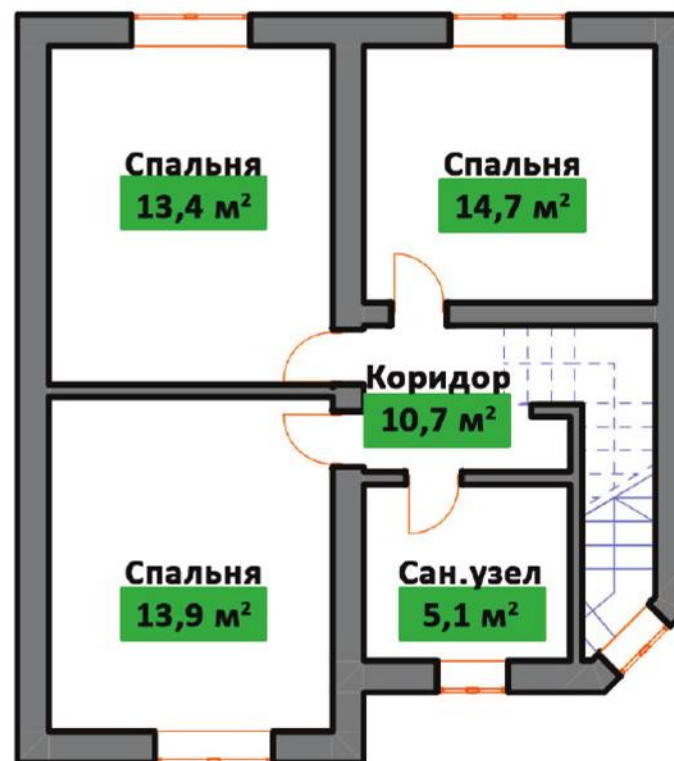 Спальня
13,4 м²
Спальня
14,7 м²
Коридор
10,7 м²
Спальня
13,9 м²
Сан.узел
5,1 м²